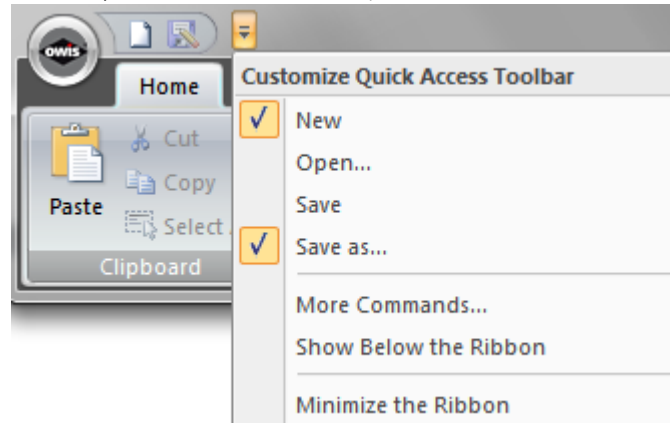 owis
Home
Customize Quick Access Toolbar
New
Open...
Save
Save as...
More Commands...
Show Below the Ribbon
Minimize the Ribbon
Paste
Cut
Copy
Select
Clipboard